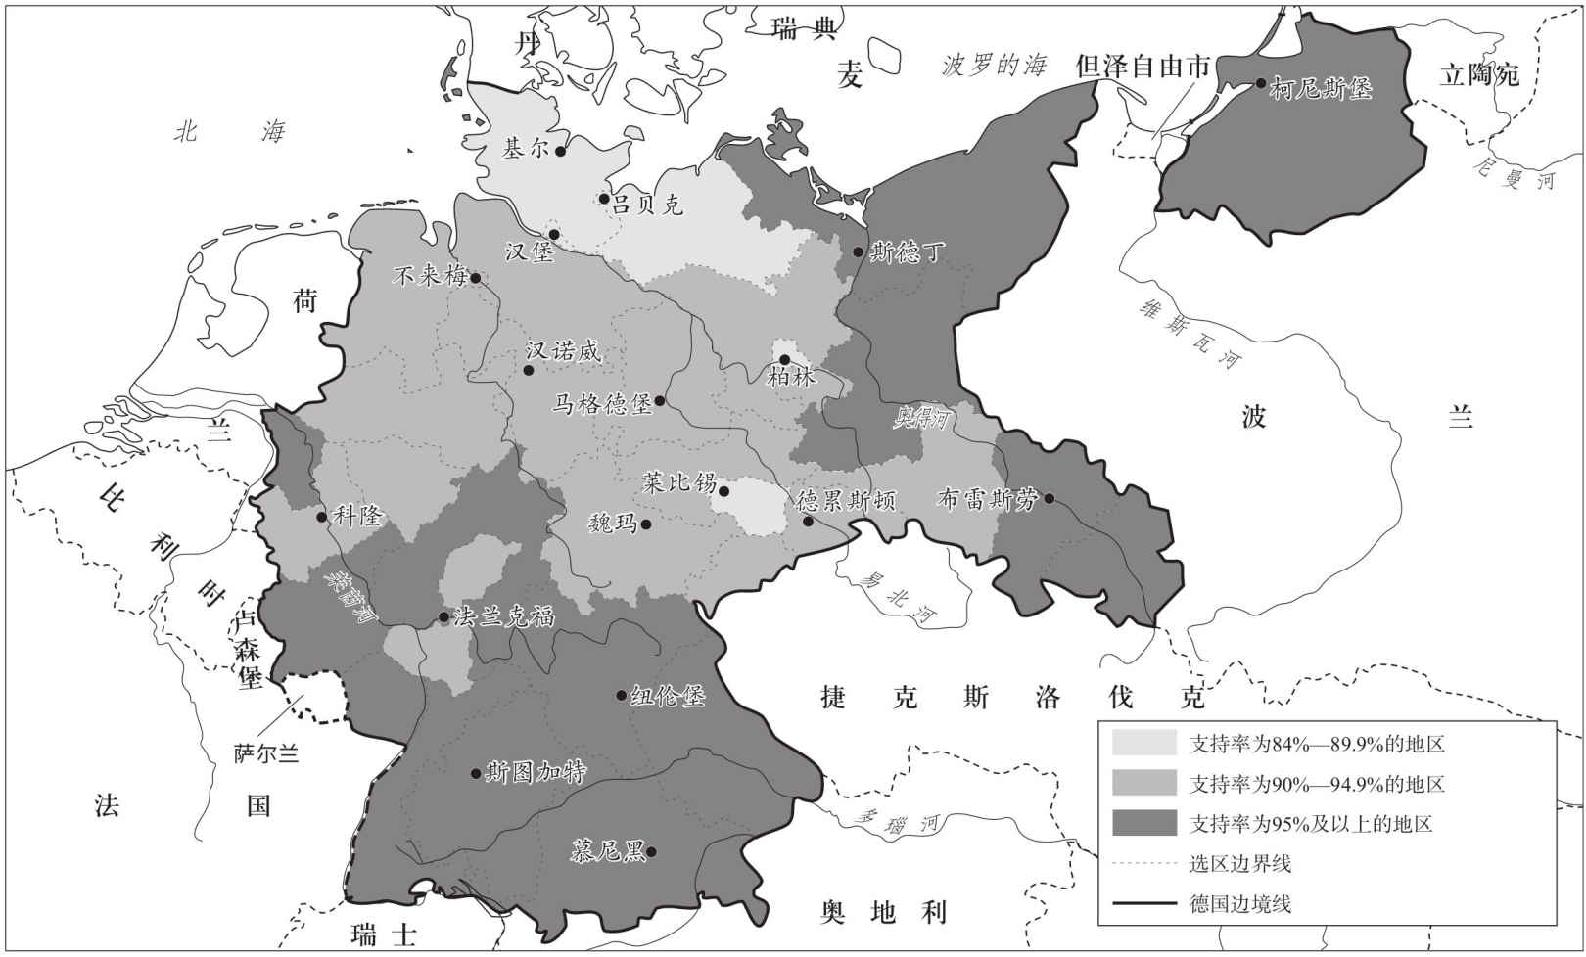 瑞典
丹
麦
波罗的海
但泽自由市
立陶宛
柯尼斯堡
北海
基尔
尼曼河
吕贝克
汉堡
斯德丁
不来梅
荷
兰
维斯瓦河
汉诺威
柏林
马格德堡
奥得河
波兰
莱比锡
德累斯顿
布雷斯劳
比利时
科隆
魏玛
莱茵河
易北河
法兰克福
卢森堡
纽伦堡
捷克斯洛伐克
萨尔兰
斯图加特
法国
多瑙河
慕尼黑
奥地利
瑞士
支持率为84%—89.9%的地区
支持率为90%—94.9%的地区
支持率为95%及以上的地区
选区边界线
德国边境线